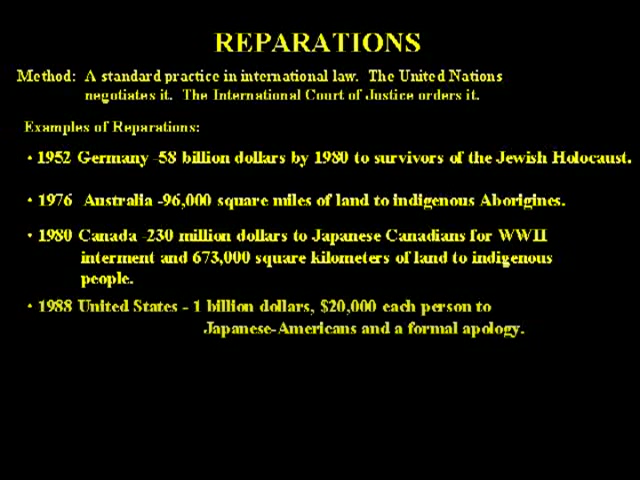 REPARATIONS
Method: A standard practice in international law. The United Nations
negotiates it. The International Court of Justice orders it.
Examples of Reparations:
• 1952 Germany -58 billion dollars by 1980 to survivors of the Jewish Holocaust.
• 1976 Australia -96,000 square miles of land to indigenous Aborigines.
• 1980 Canada -230 million dollars to Japanese Canadians for WWII
interment and 673,000 square kilometers of land to indigenous
people.
• 1988 United States - 1 billion dollars, $20,000 each person to
Japanese-Americans and a formal apology.